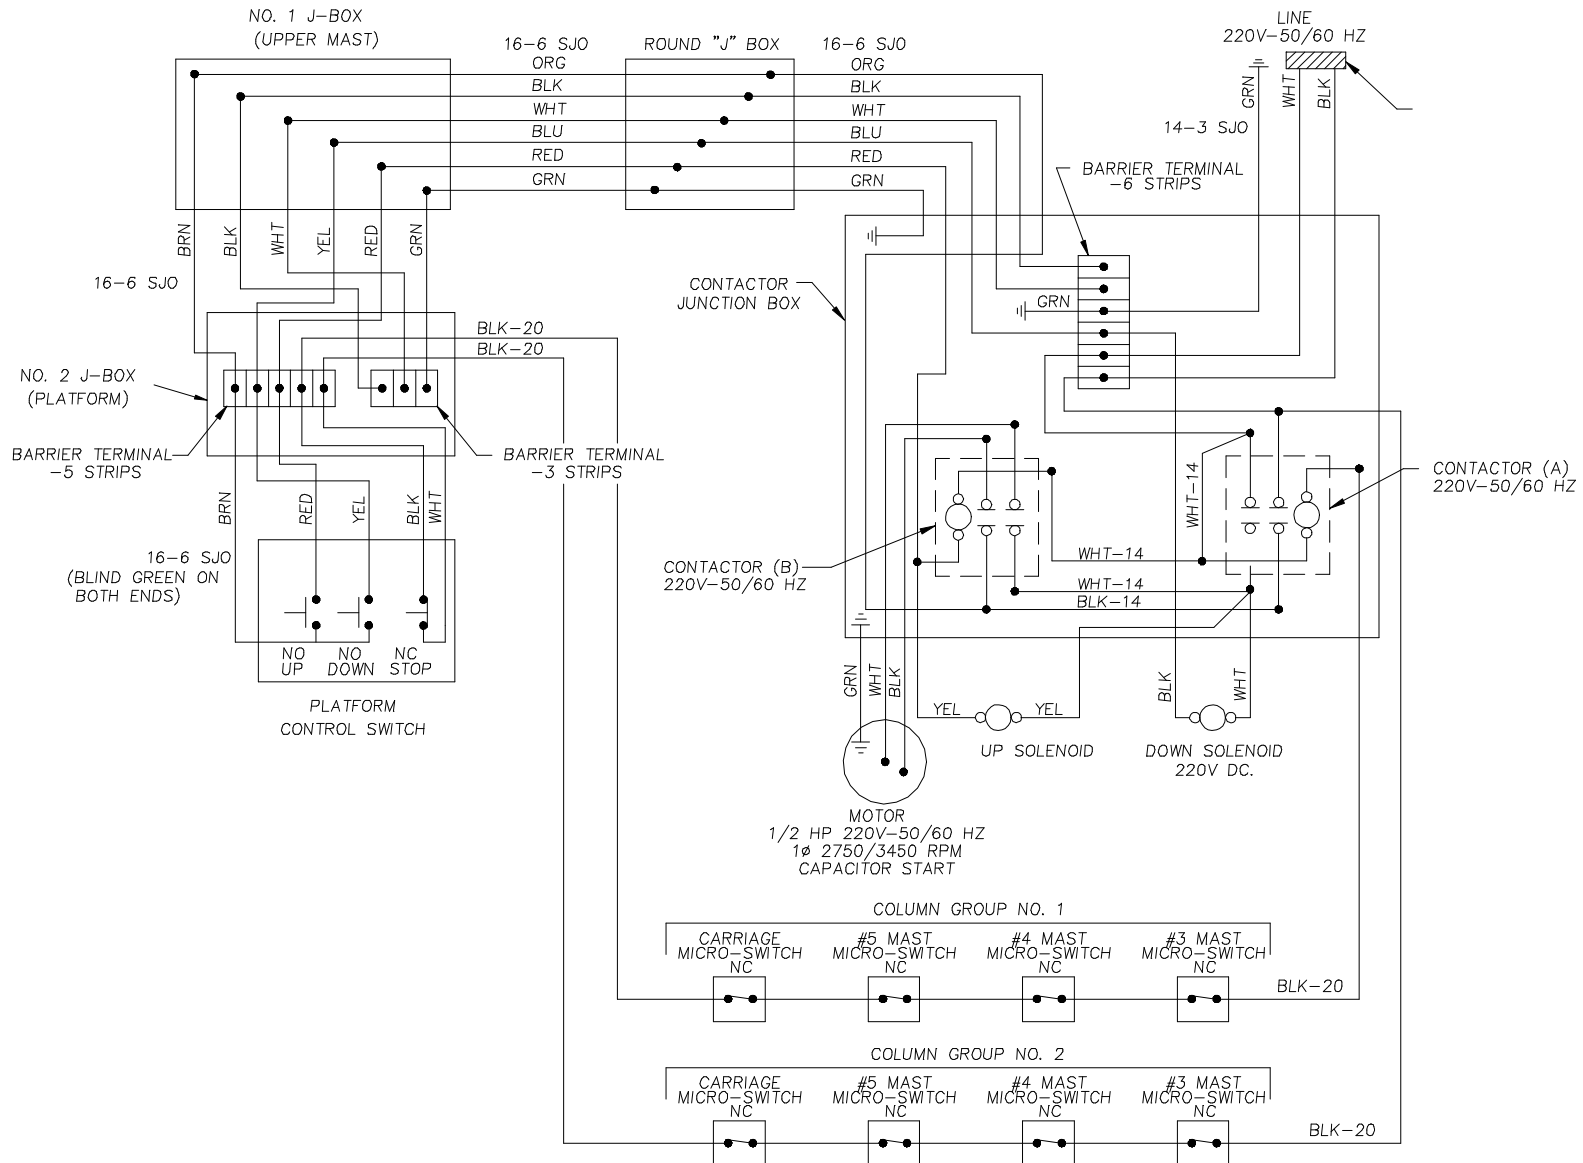 NO. 1 J-BOX
(UPPER MAST)
16-6 SJO
ROUND "J" BOX
16-6 SJO
LINE
220V-50/60 HZ
ORG
BLK
WHT
BLU
RED
GRN
ORG
BLK
WHT
BLU
RED
GRN
GRN
WHT
BLK
14-3 SJO
BARRIER TERMINAL
-6 STRIPS
BRN
BLK
WHT
YEL
RED
GRN
16-6 SJO
CONTACTOR
JUNCTION BOX
GRN
BLK-20
BLK-20
NO. 2 J-BOX
(PLATFORM)
BARRIER TERMINAL
-5 STRIPS
BARRIER TERMINAL
-3 STRIPS
BRN
RED
YEL
BLK
WHT
WHT-14
CONTACTOR (A)
220V-50/60 HZ
16-6 SJO
(BLIND GREEN ON
BOTH ENDS)
CONTACTOR (B)
220V-50/60 HZ
WHT-14
WHT-14
BLK-14
NO
UP
NO
DOWN
NC
STOP
PLATFORM
CONTROL SWITCH
GRN
WHT
BLK
YEL
YEL
BLK
WHT
UP SOLENOID
DOWN SOLENOID
220V DC.
MOTOR
1/2 HP 220V-50/60 HZ
1ø 2750/3450 RPM
CAPACITOR START
COLUMN GROUP NO. 1
CARRIAGE
MICRO-SWITCH
NC
#5 MAST
MICRO-SWITCH
NC
#4 MAST
MICRO-SWITCH
NC
#3 MAST
MICRO-SWITCH
NC
BLK-20
COLUMN GROUP NO. 2
CARRIAGE
MICRO-SWITCH
NC
#5 MAST
MICRO-SWITCH
NC
#4 MAST
MICRO-SWITCH
NC
#3 MAST
MICRO-SWITCH
NC
BLK-20